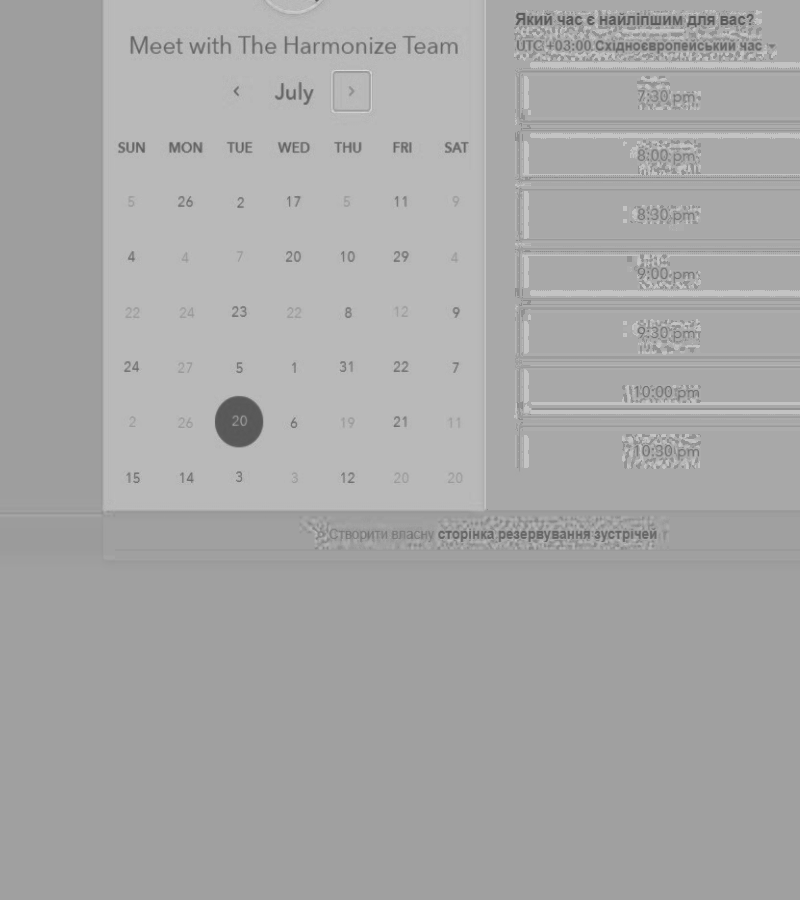 Meet with The Harmonize Team
‹ July ›
SUN MON TUE WED THU FRI SAT
5 26 2 17 5 11 9
4 4 7 20 10 29 4
22 24 23 22 8 12 9
24 27 5 1 31 22 7
2 26 20 6 19 21 11
15 14 3 3 12 20 20
Який час є найліпшим для вас?
UTC +03:00 Східноєвропейський час
7:30 pm
8:00 pm
8:30 pm
9:00 pm
9:30 pm
10:00 pm
10:30 pm
Створити власну сторінка резервування зустрічей